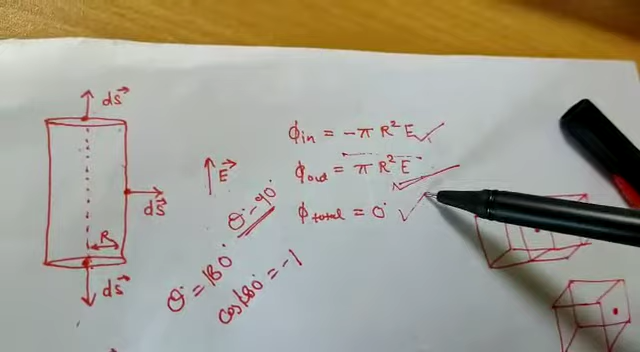 ds⃗
ds⃗
ds⃗
R
E⃗
ϕin = -π R² E
ϕout = π R² E
ϕtotal = 0
θ = 90°
θ = 180°
cos180° = -1